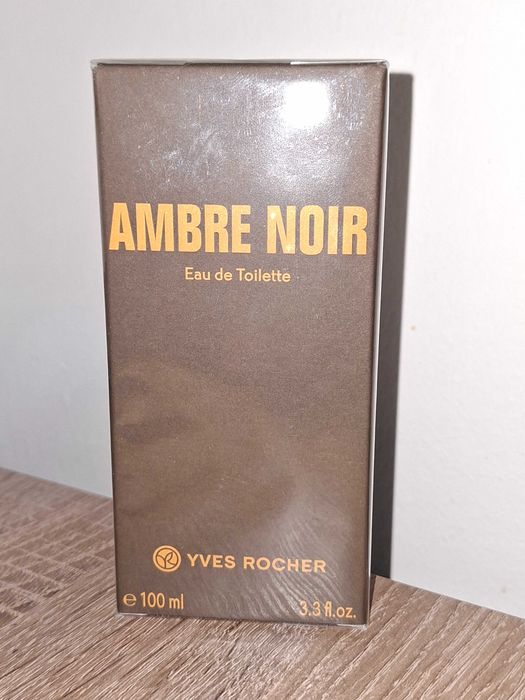 AMBRE NOIR
Eau de Toilette
YVES ROCHER
℮ 100 ml 3.3 fl.oz.